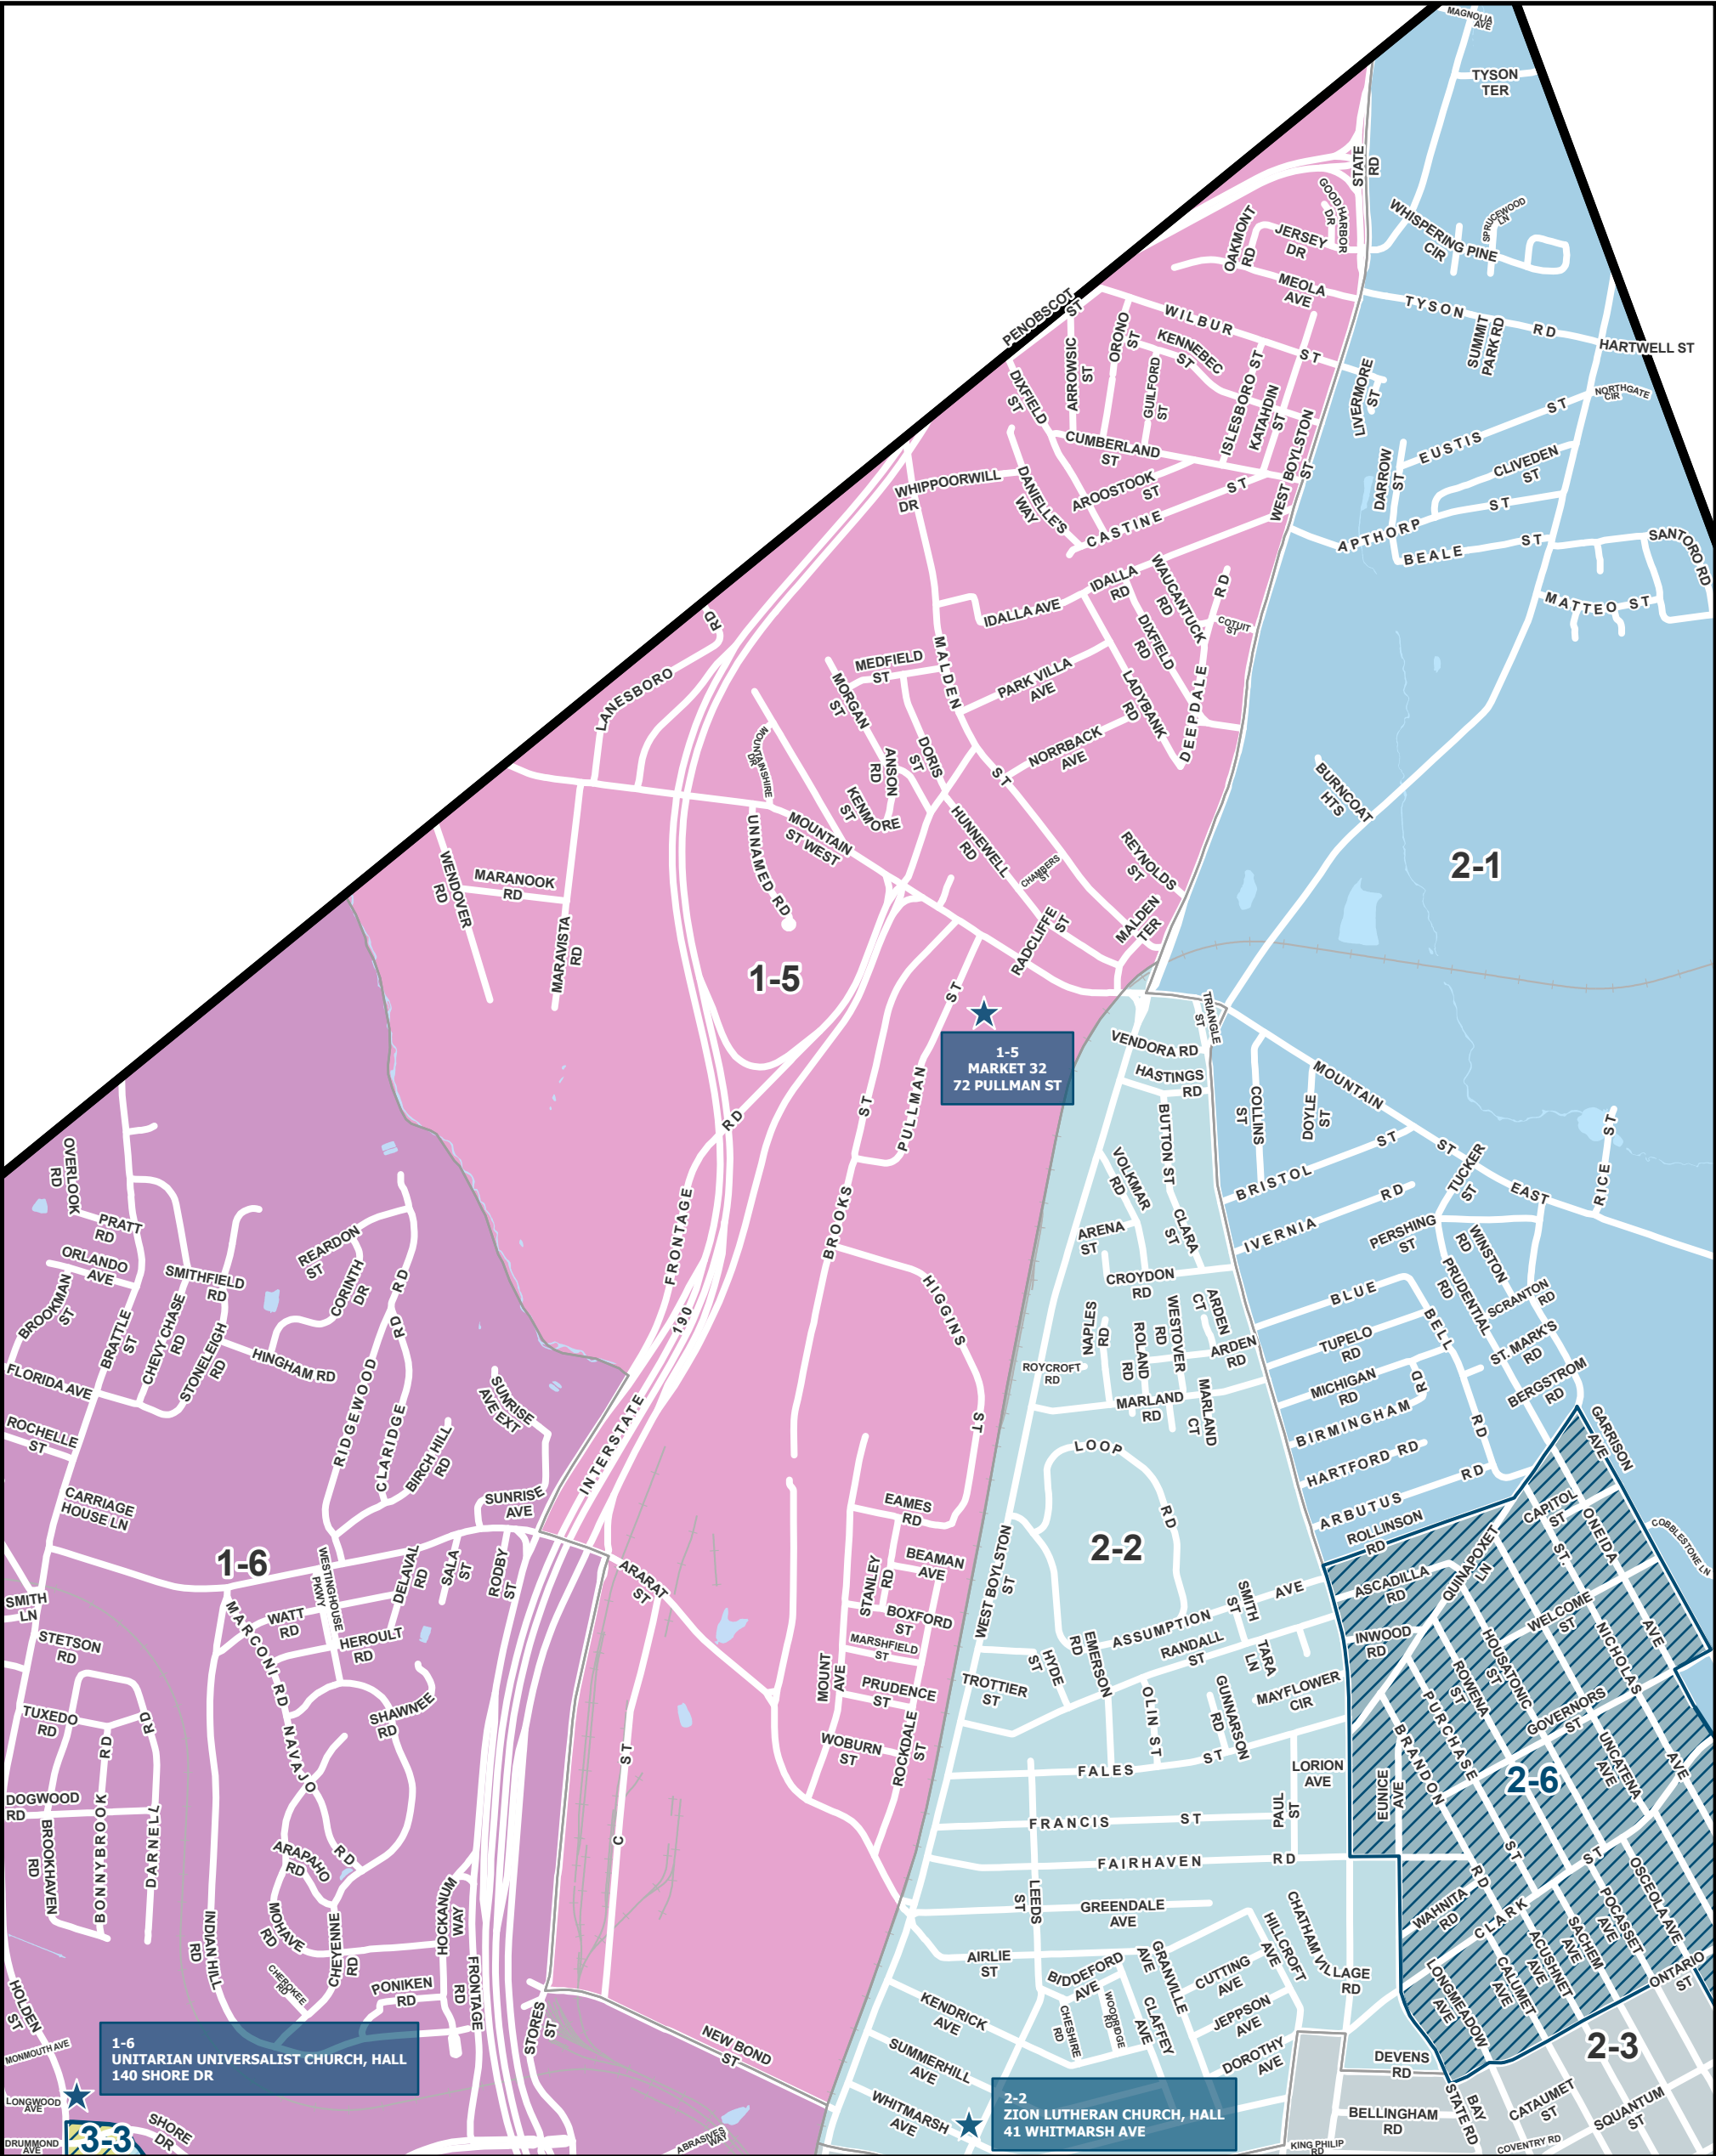 MAGNOLIA
AVE
TYSON
TER
STATE
RD
GOOD HARBOR
DR
WHISPERING PINE
CIR
SPRUCEWOOD
LN
OAKMONT
RD
JERSEY
DR
MEOLA
AVE
TYSON RD
SUMMIT
PARK RD
HARTWELL ST
PENOBSCOT
ST
WILBUR ST
ORONO
ST
KENNEBEC
ST
ARROWSIC
ST
GUILFORD
ST
ISLESBORO ST
KATAHDIN
ST
LIVERMORE
ST
NORTHGATE
CIR
DIXFIELD
ST
CUMBERLAND
ST
WEST BOYLSTON
ST
EUSTIS ST
CLIVEDEN
ST
DARROW
ST
WHIPPOORWILL
DR
DANIELLE'S
WAY
AROOSTOOK
ST
CASTINE ST
APTHORP ST
BEALE ST
SANTORO RD
MATTEO ST
IDALLA
RD
WAUCANTUCK
RD
IDALLA AVE
DIXFIELD
RD
COTUIT
ST
DEEPDALE RD
LANESBORO RD
MEDFIELD
ST
MALDEN ST
MORGAN
ST
PARK VILLA
AVE
LADYBANK
RD
NORRBACK
AVE
MOUNTAINSHIRE
DR
ANSON
RD
DORIS
ST
KENMORE
ST
BURNCOAT
HTS
MOUNTAIN
ST WEST
UNNAMED RD
HUNNEWELL
RD
CHAMBERS
ST
REYNOLDS
ST
2-1
WENDOVER
RD
MARANOOK
RD
MARAVISTA
RD
RADCLIFFE
ST
MALDEN
TER
1-5
1-5
MARKET 32
72 PULLMAN ST
TRIANGLE
ST
VENDORA RD
HASTINGS
RD
MOUNTAIN ST EAST
COLLINS
ST
DOYLE
ST
BUTTON ST
PULLMAN ST
BROOKS ST
FRONTAGE RD
VOLKMAR
RD
BRISTOL ST
TUCKER
ST
RICE ST
IVERNIA RD
PERSHING
ST
WINSTON
RD
OVERLOOK
RD
PRATT
RD
ORLANDO
AVE
BROOKMAN
ST
SMITHFIELD
RD
REARDON
ST
CORINTH
DR
ARENA
ST
CLARA
ST
CROYDON
RD
HIGGINS ST
PRUDENTIAL
RD
SCRANTON
RD
BLUE BELL RD
TUPELO
RD
ST. MARK'S
RD
BERGSTROM
RD
MICHIGAN
RD
BIRMINGHAM RD
HARTFORD RD
ARBUTUS RD
ROLLINSON
RD
BRATTLE
ST
CHEVY CHASE
RD
STONELEIGH
RD
HINGHAM RD
FLORIDA AVE
ROCHELLE
ST
RIDGEWOOD RD
CLARIDGE RD
BIRCH HILL
RD
SUNRISE
AVE EXT
SUNRISE
AVE
INTERSTATE 190
NAPLES
RD
ROLAND
RD
WESTOVER
RD
ARDEN
CT
ARDEN
RD
ROYCROFT
RD
MARLAND
RD
MARLAND
CT
LOOP RD
CARRIAGE
HOUSE LN
1-6
WESTINGHOUSE
PKWY
DELAVAL
RD
SALA
ST
RODBY
ST
ARARAT
ST
EAMES
RD
BEAMAN
AVE
STANLEY
RD
BOXFORD
ST
MARSHFIELD
ST
MOUNT
AVE
PRUDENCE
ST
WOBURN
ST
ROCKDALE
ST
WEST BOYLSTON
ST
2-2
GARRISON
AVE
CAPITOL
ST
ONEIDA AVE
COBBLESTONE LN
QUINAPOXET
LN
ASCADILLA
RD
WELCOME
ST
INWOOD
RD
HOUSATONIC
ST
NICHOLAS AVE
ROWENA
ST
PURCHASE ST
GOVERNORS
ST
BRANDON RD
UNCATENA
AVE
2-6
EUNICE
AVE
SMITH
LN
STETSON
RD
TUXEDO
RD
DOGWOOD
RD
BROOKHAVEN
RD
BONNYBROOK RD
DARNELL RD
MARCONI RD
WATT
RD
HEROULT
RD
SHAWNEE
RD
NAVAJO RD
ARAPAHO
RD
MOHAVE
RD
CHEYENNE
RD
CHEROKEE
RD
INDIAN HILL
RD
HOCKANUM
WAY
PONIKEN
RD
FRONTAGE
RD
C ST
STORES
ST
NEW BOND
ST
ABRASIVES
WAY
ASSUMPTION AVE
SMITH
ST
RANDALL
ST
TARA
LN
MAYFLOWER
CIR
EMERSON
RD
HYDE
ST
TROTTIER
ST
OLIN ST
GUNNARSON
RD
FALES ST
LORION
AVE
PAUL
ST
FRANCIS ST
FAIRHAVEN RD
LEEDS
ST
GREENDALE
AVE
AIRLIE
ST
CHATHAM VILLAGE
RD
HILLCROFT
AVE
GRANVILLE
AVE
CUTTING
AVE
BIDDEFORD
AVE
WOODRIDGE
RD
CHESHIRE
RD
CLAFFEY
AVE
JEPPSON
AVE
DOROTHY
AVE
KENDRICK
AVE
SUMMERHILL
AVE
WHITMARSH
AVE
WAHNITA
RD
CLARK ST
OSCEOLA AVE
POCASSET
AVE
SACHEM
AVE
ACUSHNET
AVE
CALUMET
AVE
LONGMEADOW
AVE
ONTARIO
ST
2-3
DEVENS
RD
BELLINGHAM
RD
BAY
STATE RD
CATAUMET
ST
SQUANTUM
ST
COVENTRY RD
KING PHILIP
RD
HOLDEN
ST
MONMOUTH AVE
LONGWOOD
AVE
DRUMMOND
AVE
SHORE
DR
3-3
1-6
UNITARIAN UNIVERSALIST CHURCH, HALL
140 SHORE DR
2-2
ZION LUTHERAN CHURCH, HALL
41 WHITMARSH AVE